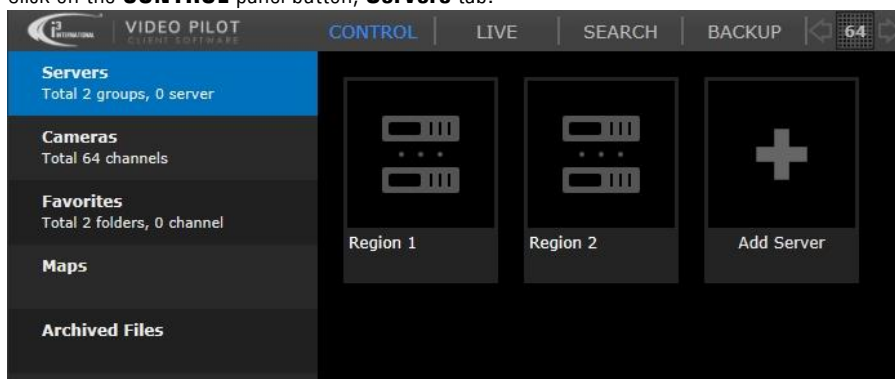 Click on the CONTROL panel button, Servers tab.
VIDEO PILOT
CLIENT SOFTWARE
CONTROL LIVE SEARCH BACKUP 64
Servers
Total 2 groups, 0 server
Cameras
Total 64 channels
Favorites
Total 2 folders, 0 channel
Maps
Archived Files
Region 1 Region 2 Add Server